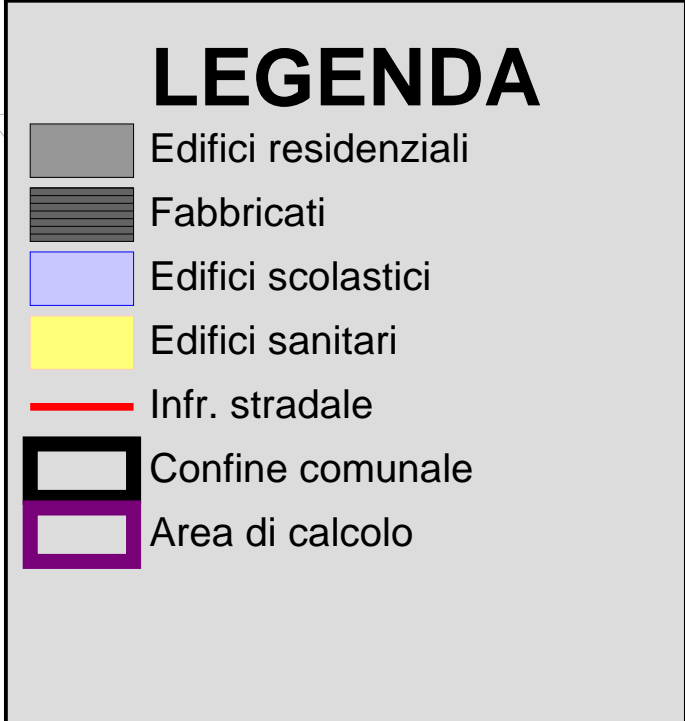 LEGENDA
Edifici residenziali
Fabbricati
Edifici scolastici
Edifici sanitari
Infr. stradale
Confine comunale
Area di calcolo